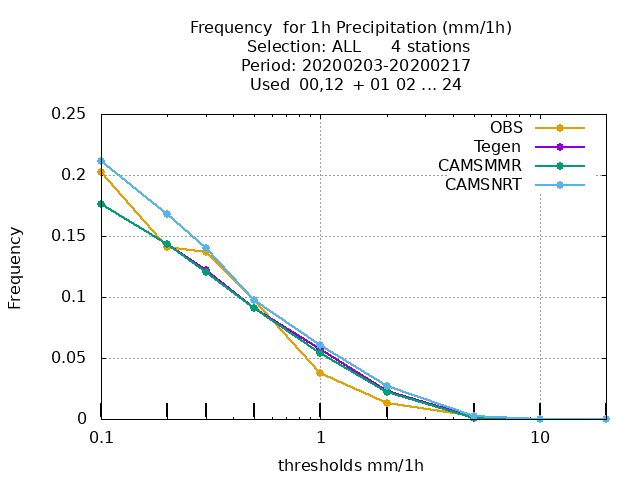 Frequency  for 1h Precipitation (mm/1h)
Selection: ALL      4 stations
Period: 20200203-20200217
Used  00,12  + 01 02 ... 24
0.25
0.2
0.15
0.1
0.05
0
Frequency
OBS
Tegen
CAMSMMR
CAMSNRT
0.1
1
10
thresholds mm/1h